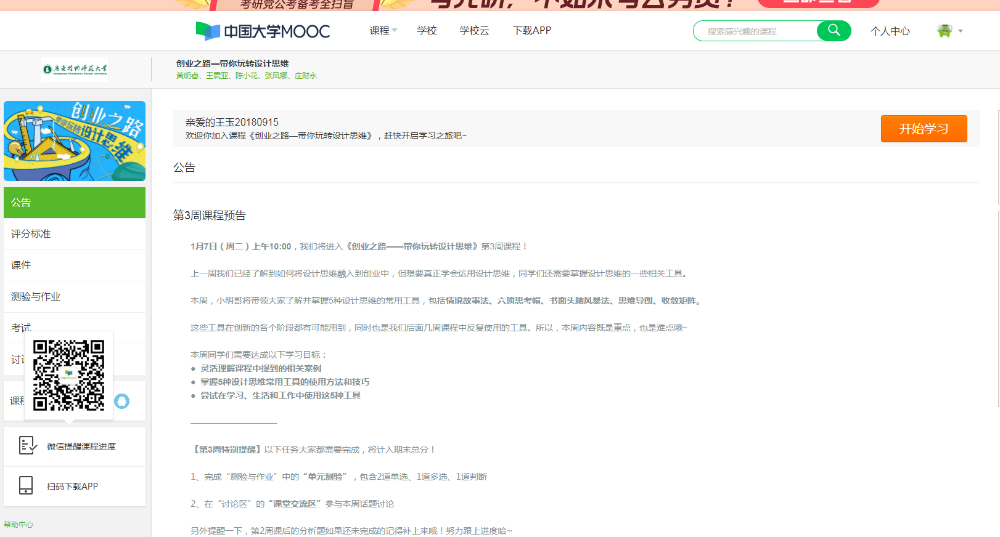 考研党公考备考全扫盲
立即查看
中国大学MOOC
课程
学校
学校云
下载APP
搜索感兴趣的课程
个人中心
广东技术师范大学
Guangdong Polytechnic Normal University
创业之路—带你玩转设计思维
黄明睿、王震亚、陈小花、张凤娜、庄财永
创业之路
带你玩转设计思维
公告
评分标准
课件
测验与作业
考试
讨论
课程
微信提醒课程进度
扫码下载APP
帮助中心
亲爱的王玉20180915
欢迎你加入课程《创业之路—带你玩转设计思维》，赶快开启学习之旅吧~
开始学习
公告
第3周课程预告
1月7日（周二）上午10:00，我们将进入《创业之路——带你玩转设计思维》第3周课程！
上一周我们已经了解到如何将设计思维融入到创业中，但想要真正学会运用设计思维，同学们还需要掌握设计思维的一些相关工具。
本周，小明哥将带领大家了解并掌握5种设计思维的常用工具，包括情境故事法、六顶思考帽、书面头脑风暴法、思维导图、收敛矩阵。
这些工具在创新的各个阶段都有可能用到，同时也是我们后面几周课程中反复使用的工具。所以，本周内容既是重点，也是难点哦~
本周同学们需要达成以下学习目标：
● 灵活理解课程中提到的相关案例
● 掌握5种设计思维常用工具的使用方法和技巧
● 尝试在学习、生活和工作中使用这5种工具
【第3周特别提醒】以下任务大家都需要完成，将计入期末总分！
1、完成“测验与作业”中的“单元测验”，包含2道单选、1道多选、1道判断
2、在“讨论区”的“课堂交流区”参与本周话题讨论
另外提醒一下，第2周课后的分析题如果还未完成的记得补上来哦！努力跟上进度哈~